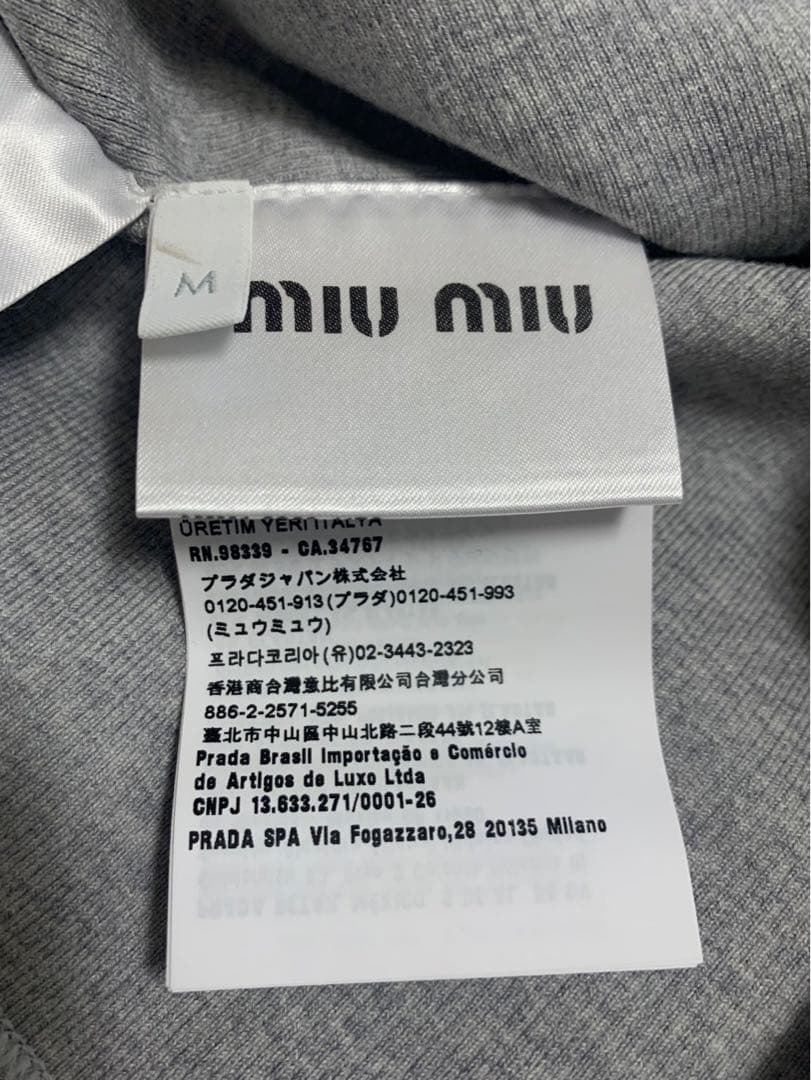 M
MIU MIU
ÜRETİM YERİ İTALYA
RN.98339 - CA.34767
プラダジャパン株式会社
0120-451-913(プラダ)0120-451-993
(ミュウミュウ)
프라다코리아(유)02-3443-2323
香港商台灣意比有限公司台灣分公司
886-2-2571-5255
臺北市中山區中山北路二段44號12樓A室
Prada Brasil Importação e Comércio
de Artigos de Luxo Ltda
CNPJ 13.633.271/0001-26
PRADA SPA Via Fogazzaro,28 20135 Milano